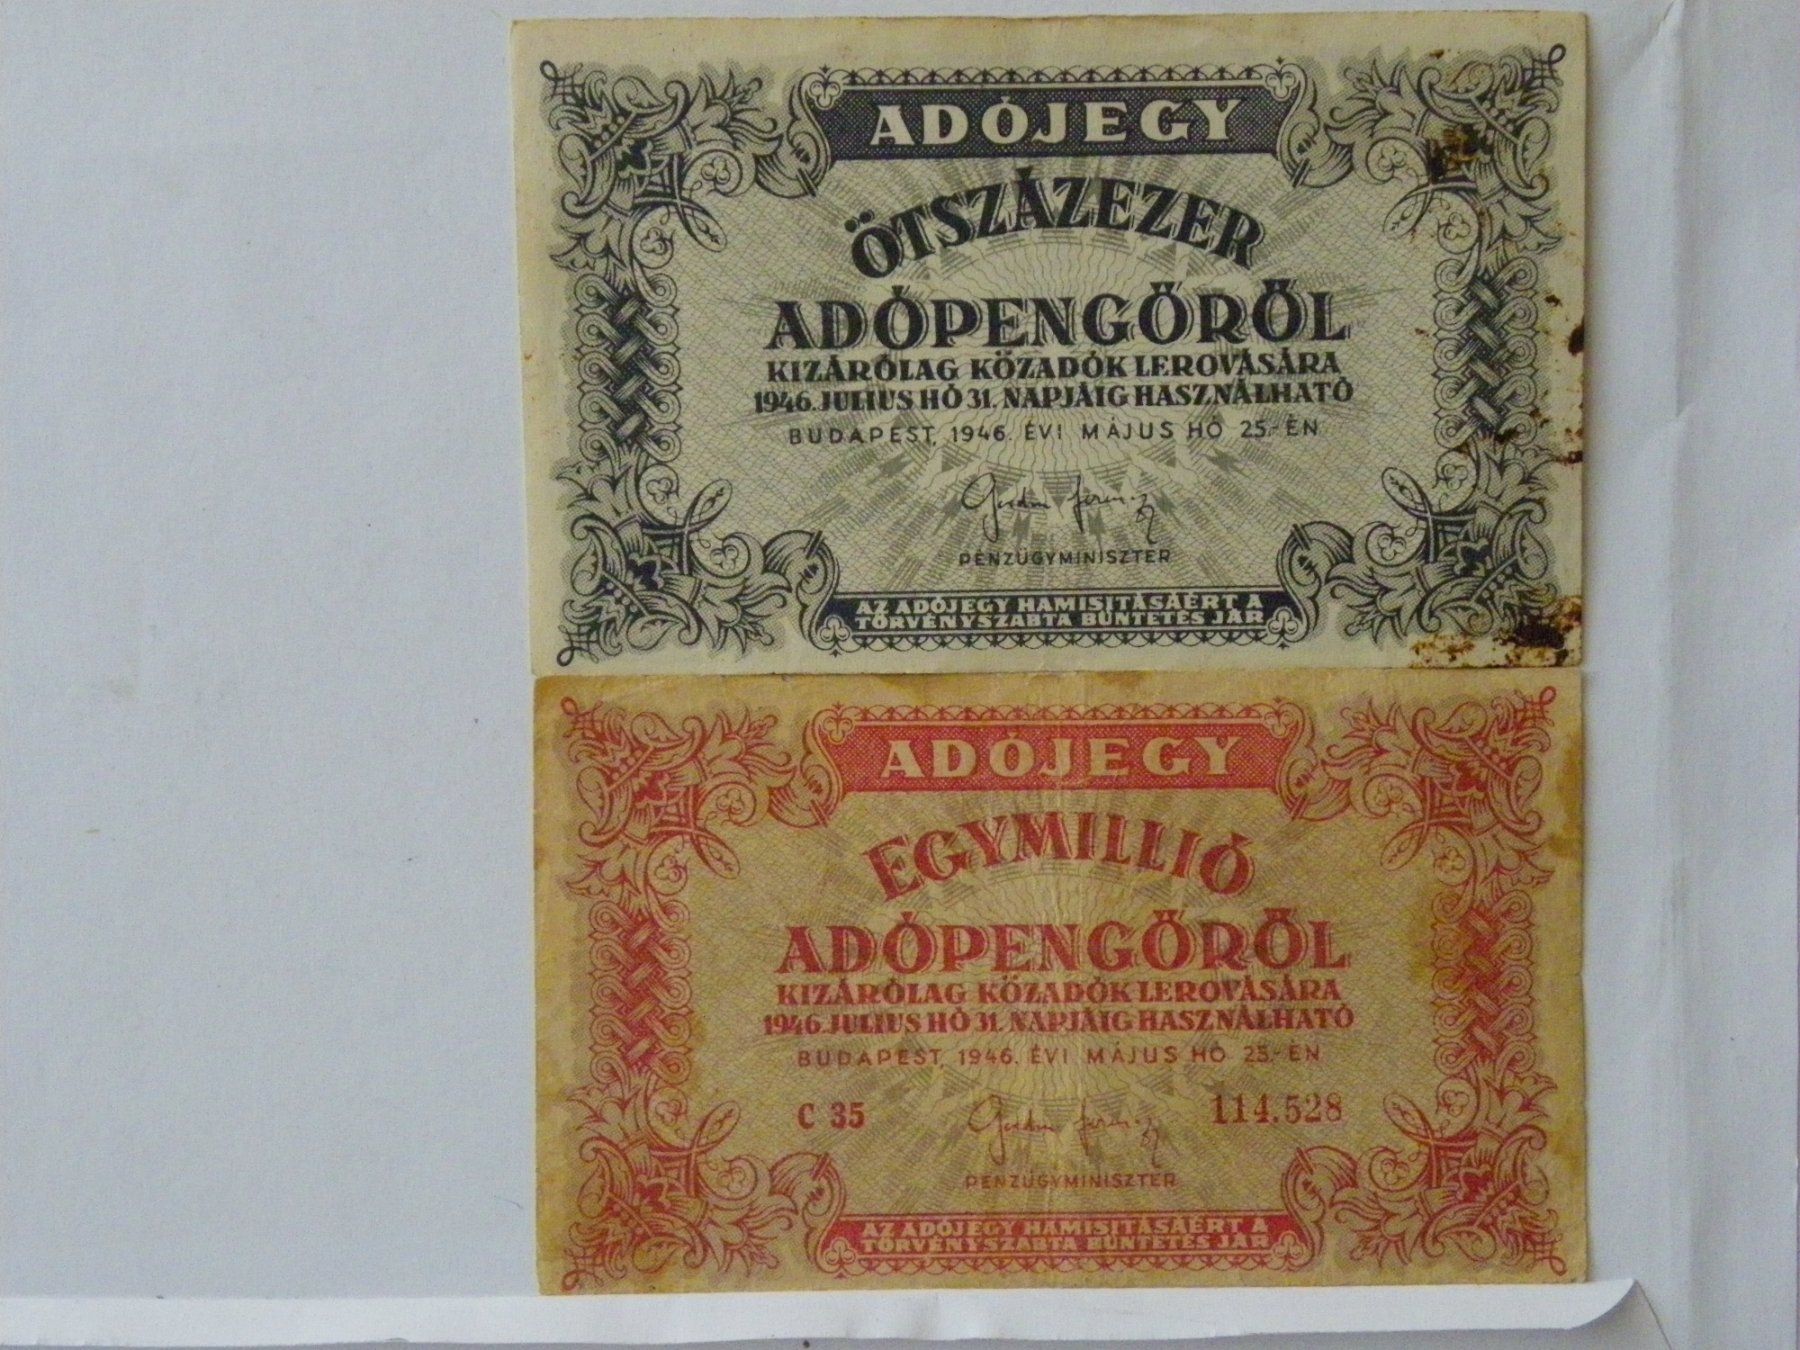 ADÓJEGY
ÖTSZÁZEZER
ADÓPENGŐRŐL
KIZÁRÓLAG KÖZADÓK LEROVÁSÁRA
1946. JULIUS HÓ 31. NAPJÁIG HASZNÁLHATÓ
BUDAPEST, 1946. ÉVI MÁJUS HÓ 25.-ÉN
PÉNZÜGYMINISZTER
AZ ADÓJEGY HAMISITÁSÁÉRT A
TÖRVÉNYSZABTA BÜNTETÉS JÁR
ADÓJEGY
EGYMILLIÓ
ADÓPENGŐRŐL
KIZÁRÓLAG KÖZADÓK LEROVÁSÁRA
1946. JULIUS HÓ 31. NAPJÁIG HASZNÁLHATÓ
BUDAPEST, 1946. ÉVI MÁJUS HÓ 25.-ÉN
C 35 114.528
PÉNZÜGYMINISZTER
AZ ADÓJEGY HAMISITÁSÁÉRT A
TÖRVÉNYSZABTA BÜNTETÉS JÁR